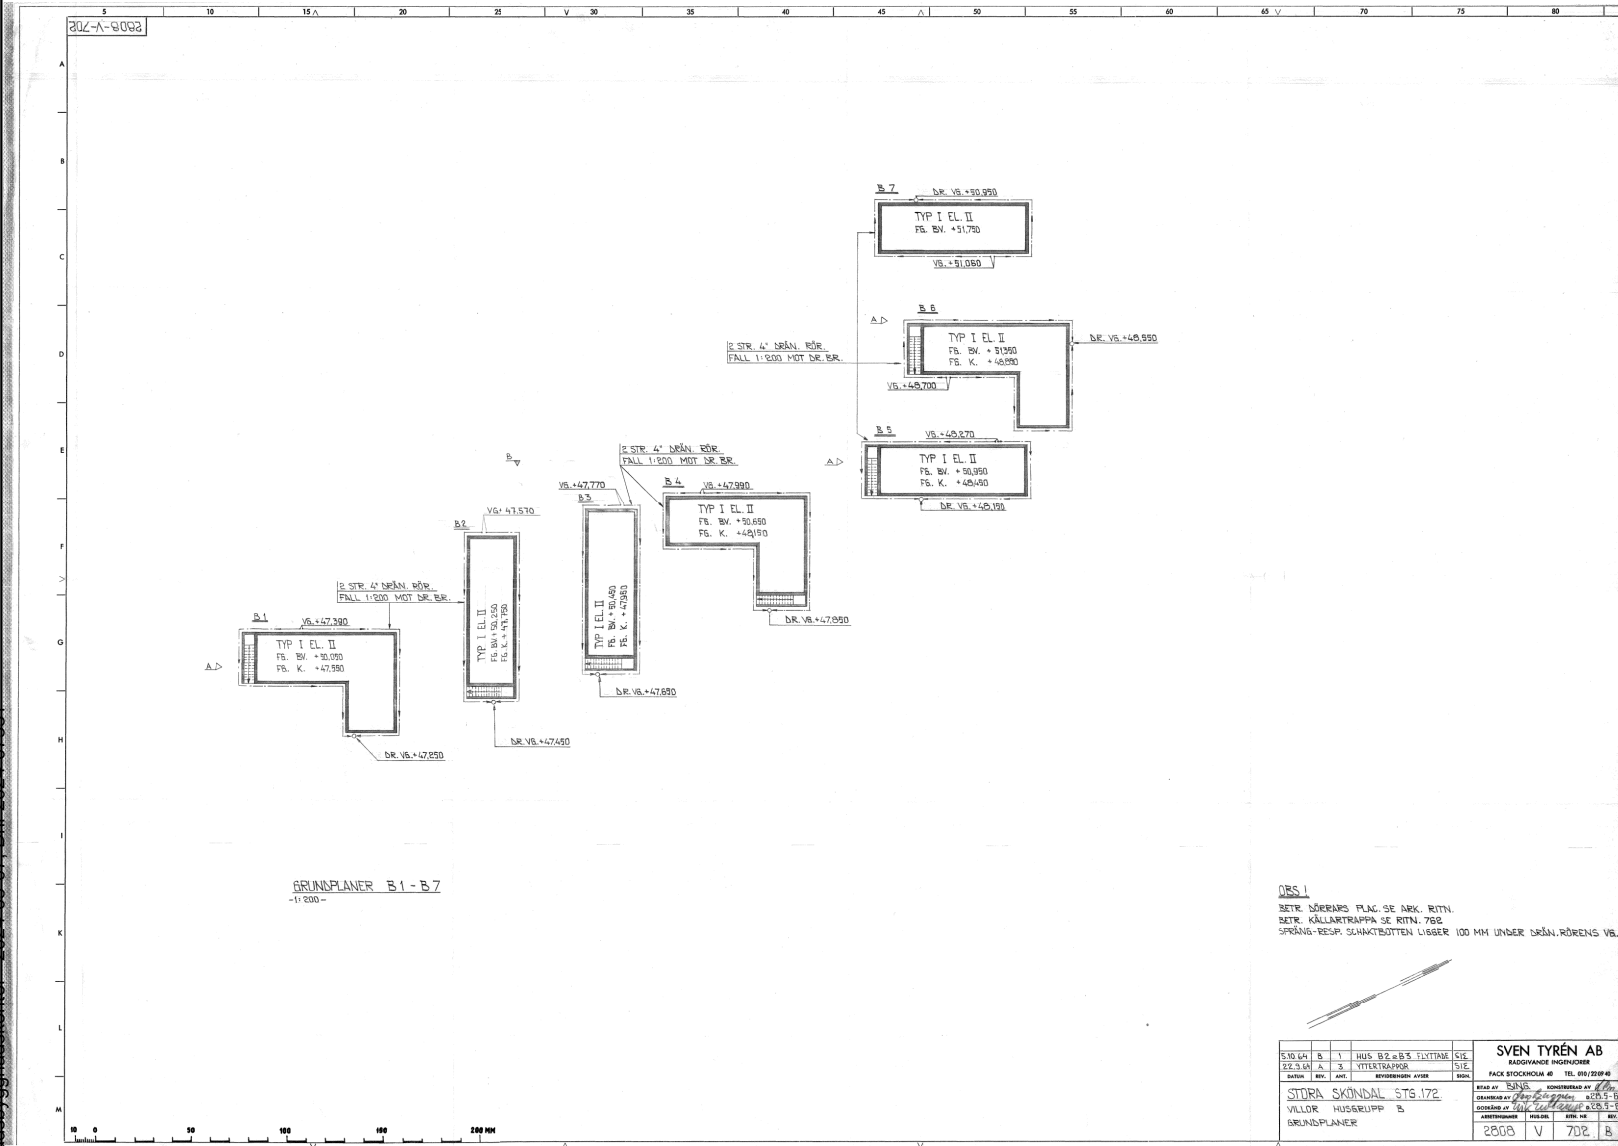 2808-V-702
5 10 15 20 25 30 35 40 45 50 55 60 65 70 75 80
A
B
C
D
E
F
G
H
I
K
L
M
B 7
DR. VG.+50,950
TYP I EL. II
FG. BV. +51,750
VG.+51,060
B 6
A
TYP I EL. II
FG. BV. + 51,350
FG. K. +48,850
DR. VG.+48,550
2 STR. 4" DRÄN. RÖR.
FALL 1:200 MOT DR.BR.
VG.+48,700
B 5
VG.+48,270
A
TYP I EL. II
FG. BV. +50,950
FG. K. +48,450
DR. VG.+48,150
2 STR. 4" DRÄN. RÖR.
FALL 1:200 MOT DR.BR.
B
B 4
VG.+47,990
TYP I EL. II
FG. BV. +50,650
FG. K. +48,150
DR. VG.+47,850
VG.+47,770
B3
TYP I EL. II
FG. BV. +50,450
FG. K. +47,950
DR. VG.+47,650
VG+ 47,570
B2
TYP I EL. II
FG. BV.+50,250
FG. K.+47,750
DR. VG.+47,450
2 STR. 4" DRÄN. RÖR.
FALL 1:200 MOT DR.BR.
B 1
VG.+47,390
A
TYP I EL. II
FG. BV. +50,050
FG. K. +47,550
DR. VG.+47,250
GRUNDPLANER B1 - B7
-1:200-
OBS !
BETR. DÖRRARS PLAC. SE ARK. RITN.
BETR. KÄLLARTRAPPA SE RITN. 762
SPRÄNG-RESP. SCHAKTBOTTEN LIGGER 100 MM UNDER DRÄN.RÖRENS VG.
5.10.64 B 1 HUS B2 o B3 FLYTTADE SIE
22.9.64 A 3 YTTERTRAPPOR SIE
DATUM REV. ANT. REVIDERINGEN AVSER SIGN.
STORA SKÖNDAL STG.172
VILLOR HUSGRUPP B
GRUNDPLANER
SVEN TYRÉN AB
RÅDGIVANDE INGENJÖRER
FACK STOCKHOLM 40 TEL. 010/220940
RITAD AV BING KONSTRUERAD AV
GRANSKAD AV
GODKÄND AV
ARBETSNUMMER HUS-DEL RITN. NR REV.
2808 V 702 B
10 0 50 100 150 200 MM